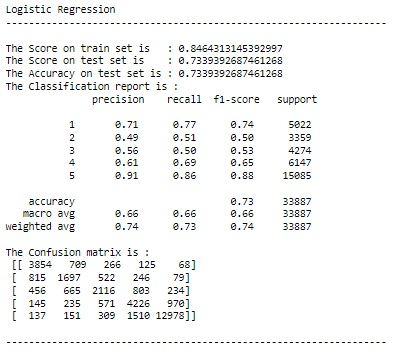 Logistic Regression
--------------------------------------------------------------------------------
The Score on train set is : 0.8464313145392997
The Score on test set is : 0.7339392687461268
The Accuracy on test set is : 0.7339392687461268
The Classification report is :
precision recall f1-score support
1 0.71 0.77 0.74 5022
2 0.49 0.51 0.50 3359
3 0.56 0.50 0.53 4274
4 0.61 0.69 0.65 6147
5 0.91 0.86 0.88 15085
accuracy 0.73 33887
macro avg 0.66 0.66 0.66 33887
weighted avg 0.74 0.73 0.74 33887
The Confusion matrix is :
[[ 3854 709 266 125 68]
[ 815 1697 522 246 79]
[ 456 665 2116 803 234]
[ 145 235 571 4226 970]
[ 137 151 309 1510 12978]]
--------------------------------------------------------------------------------